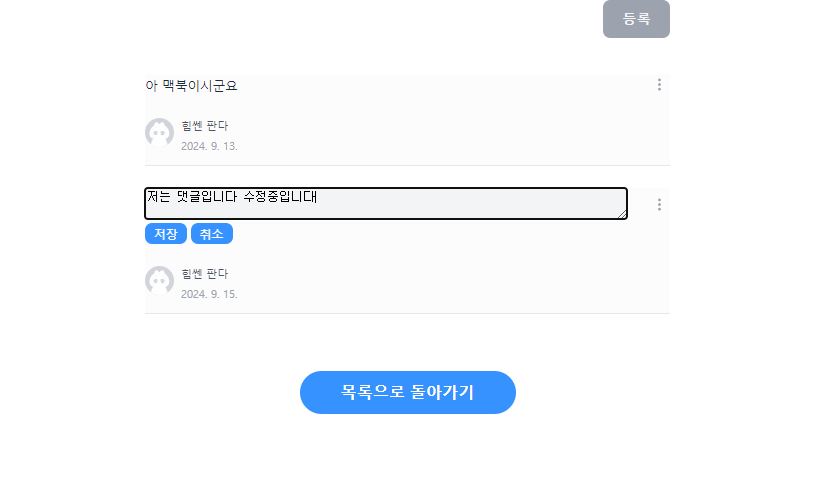 등록
아 맥북이시군요
힘쎈 판다
2024. 9. 13.
저는 댓글입니다 수정중입니다
저장 취소
힘쎈 판다
2024. 9. 15.
목록으로 돌아가기